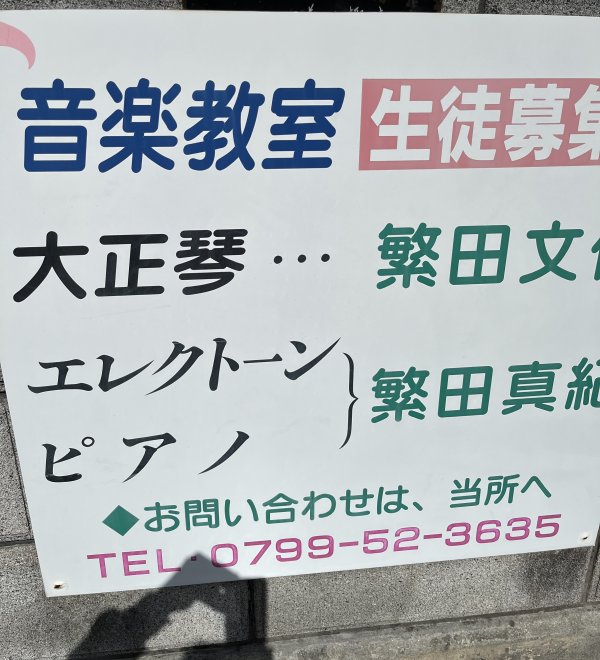 音楽教室 生徒募集
大正琴… 繁田文
エレクトーン 繁田真紀
ピアノ
◆お問い合わせは、当所へ
TEL・0799-52-3635